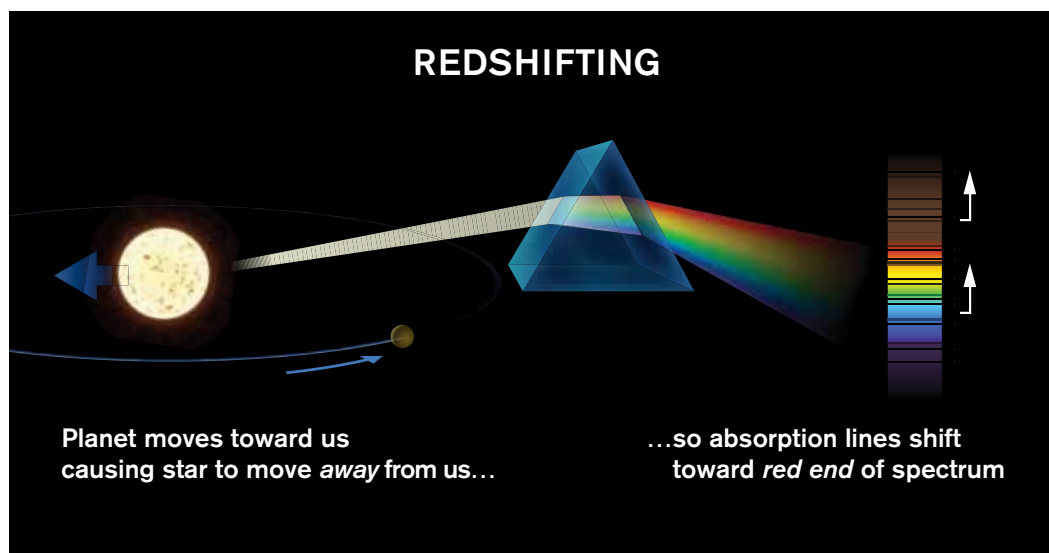 REDSHIFTING
Planet moves toward us
causing star to move away from us…
…so absorption lines shift
toward red end of spectrum